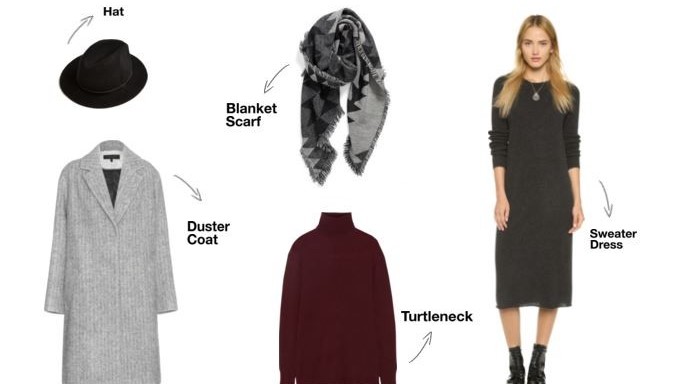 Hat
Blanket
Scarf
Duster
Coat
Turtleneck
Sweater
Dress